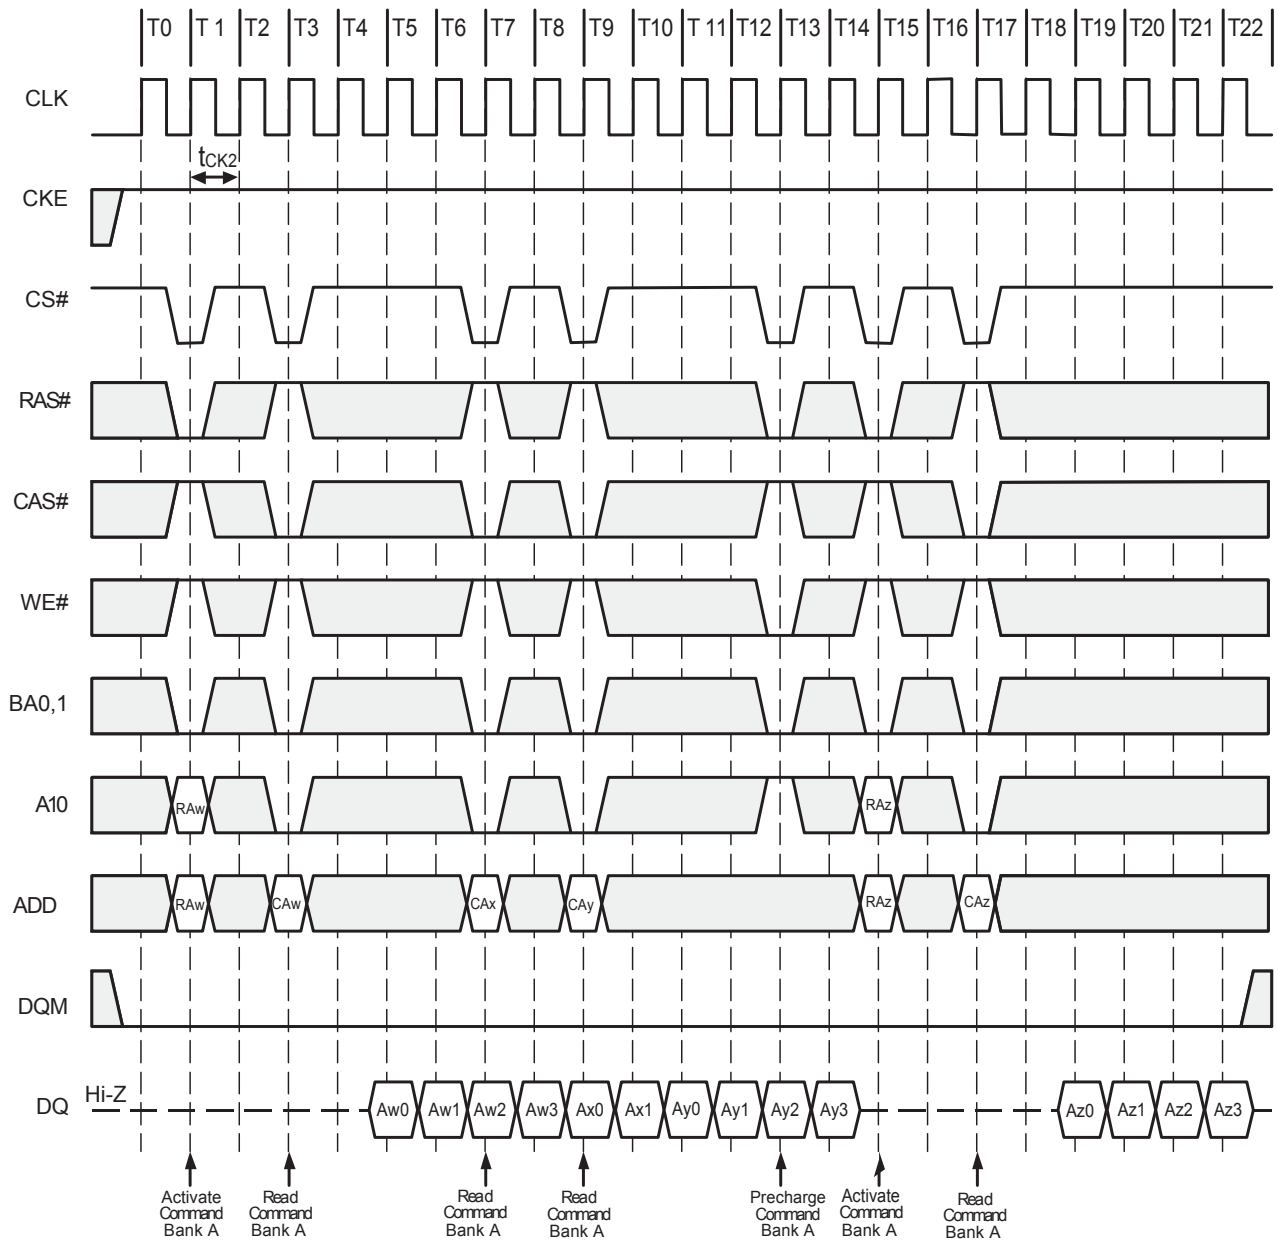 T0 T 1 T2 T3 T4 T5 T6 T7 T8 T9 T10 T 11 T12 T13 T14 T15 T16 T17 T18 T19 T20 T21 T22
CLK
tCK2
CKE
CS#
RAS#
CAS#
WE#
BA0,1
A10 RAw RAz
ADD RAw CAw CAx CAy RAz CAz
DQM
DQ Hi-Z Aw0 Aw1 Aw2 Aw3 Ax0 Ax1 Ay0 Ay1 Ay2 Ay3 Az0 Az1 Az2 Az3
Activate
Command
Bank A
Read
Command
Bank A
Read
Command
Bank A
Read
Command
Bank A
Precharge
Command
Bank A
Activate
Command
Bank A
Read
Command
Bank A